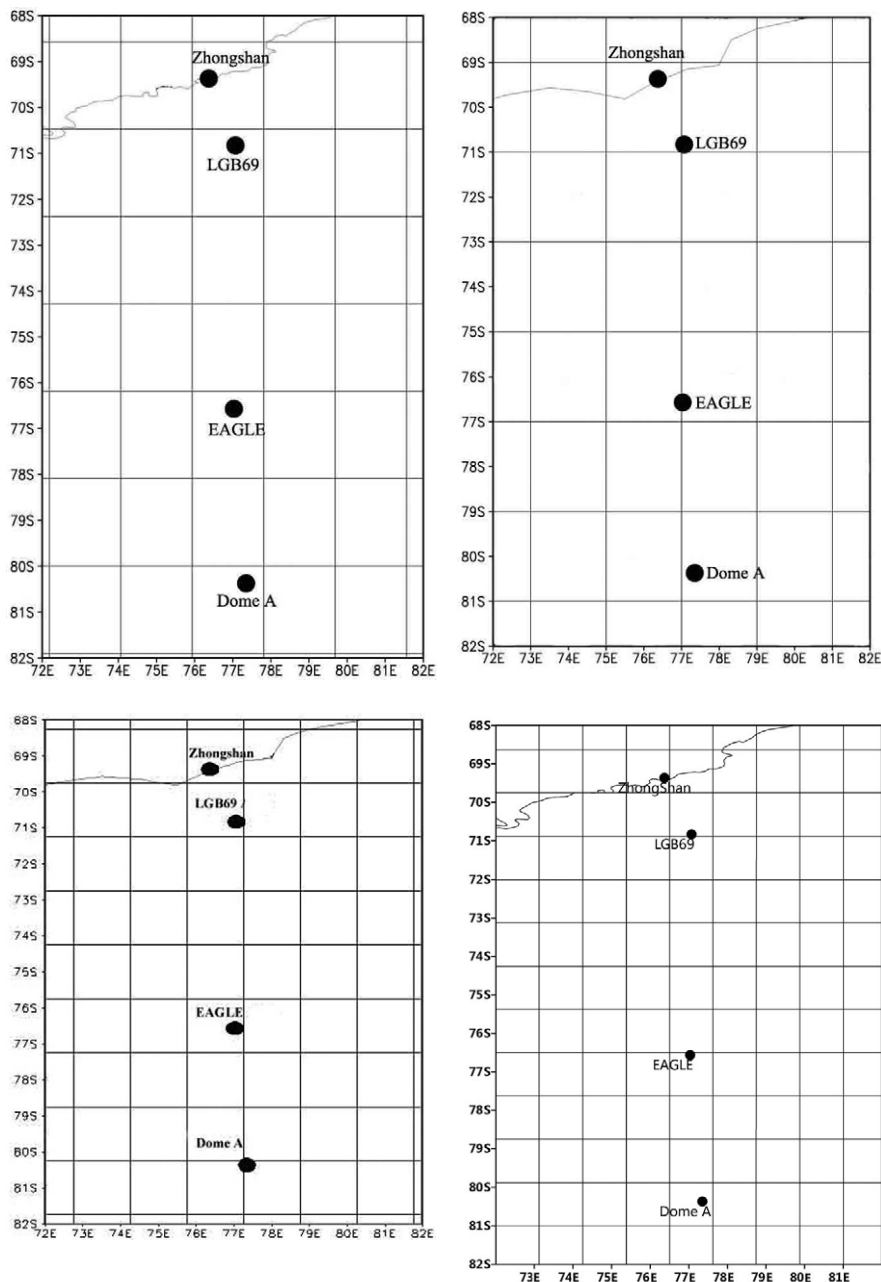 68S
69S
70S
71S
72S
73S
74S
75S
76S
77S
78S
79S
80S
81S
82S
Zhongshan
LGB69
EAGLE
Dome A
72E 73E 74E 75E 76E 77E 78E 79E 80E 81E 82E
68S
69S
70S
71S
72S
73S
74S
75S
76S
77S
78S
79S
80S
81S
82S
Zhongshan
LGB69
EAGLE
Dome A
72E 73E 74E 75E 76E 77E 78E 79E 80E 81E 82E
68S
69S
70S
71S
72S
73S
74S
75S
76S
77S
78S
79S
80S
81S
82S
Zhongshan
LGB69
EAGLE
Dome A
72E 73E 74E 75E 76E 77E 78E 79E 80E 81E 82E
68S
69S
70S
71S
72S
73S
74S
75S
76S
77S
78S
79S
80S
81S
82S
ZhongShan
LGB69
EAGLE
Dome A
73E 74E 75E 76E 77E 78E 79E 80E 81E